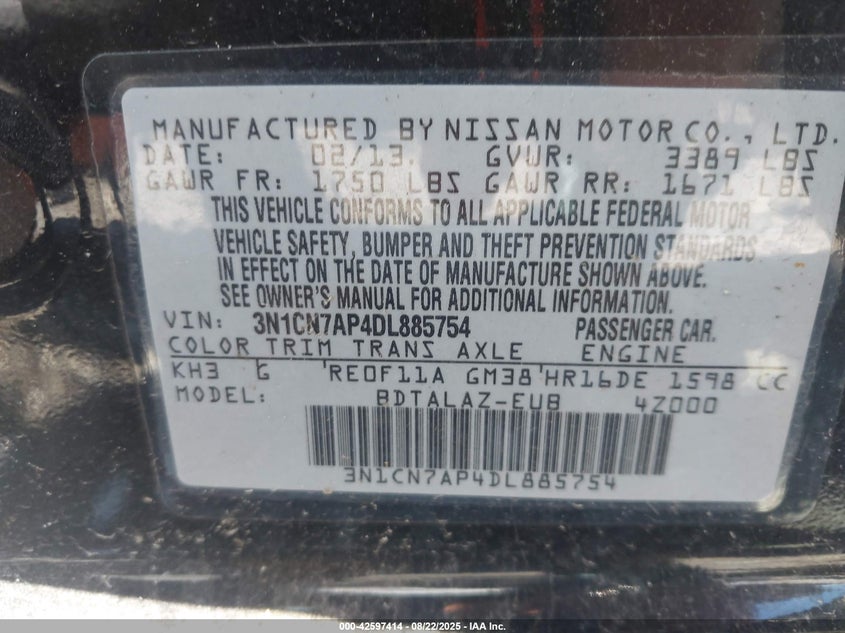 MANUFACTURED BY NISSAN MOTOR CO., LTD.
DATE: 02/13. GVWR: 3389 LBS
GAWR FR: 1750 LBS GAWR RR: 1671 LBS
THIS VEHICLE CONFORMS TO ALL APPLICABLE FEDERAL MOTOR
VEHICLE SAFETY, BUMPER AND THEFT PREVENTION STANDARDS
IN EFFECT ON THE DATE OF MANUFACTURE SHOWN ABOVE.
SEE OWNER'S MANUAL FOR ADDITIONAL INFORMATION.
VIN: 3N1CN7AP4DL885754 PASSENGER CAR.
COLOR TRIM TRANS AXLE ENGINE
KH3 G RE0F11A GM38 HR16DE 1598 CC
MODEL: BDTALAZ-EUB 4Z000
3N1CN7AP4DL885754
000-42597414 - 08/22/2025 - IAA Inc.